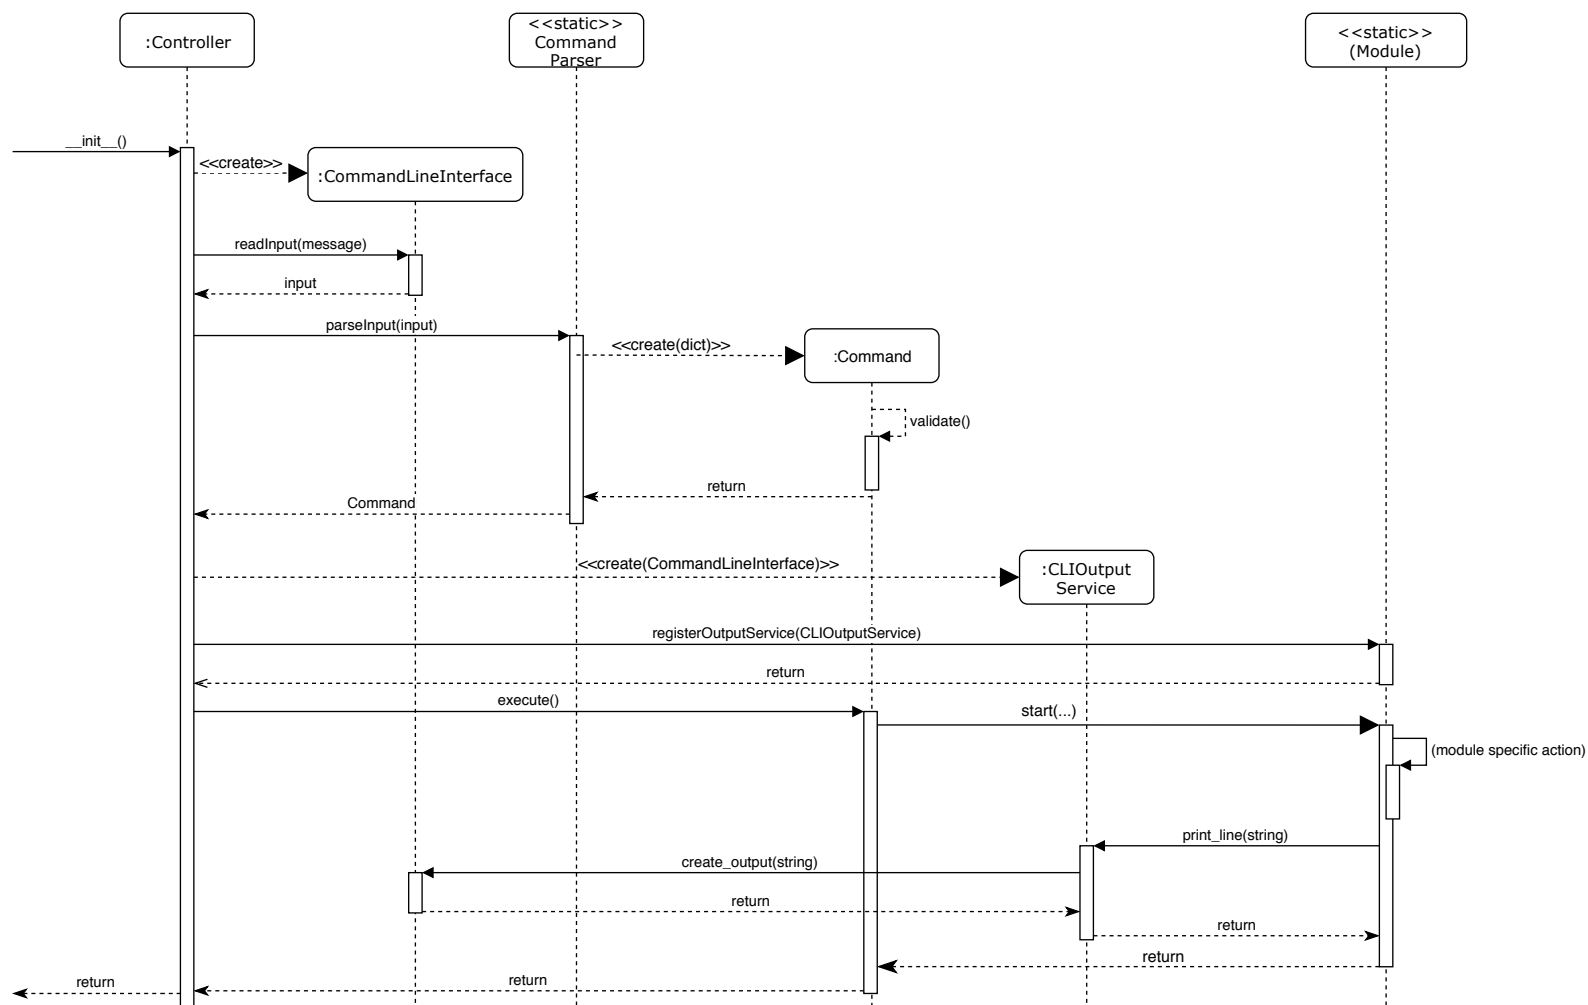 :Controller
<<static>>
Command
Parser
<<static>>
(Module)
__init__()
<<create>>
:CommandLineInterface
readInput(message)
input
parseInput(input)
<<create(dict)>>
:Command
validate()
return
Command
<<create(CommandLineInterface)>>
:CLIOutput
Service
registerOutputService(CLIOutputService)
return
execute()
start(...)
(module specific action)
print_line(string)
create_output(string)
return
return
return
return
return